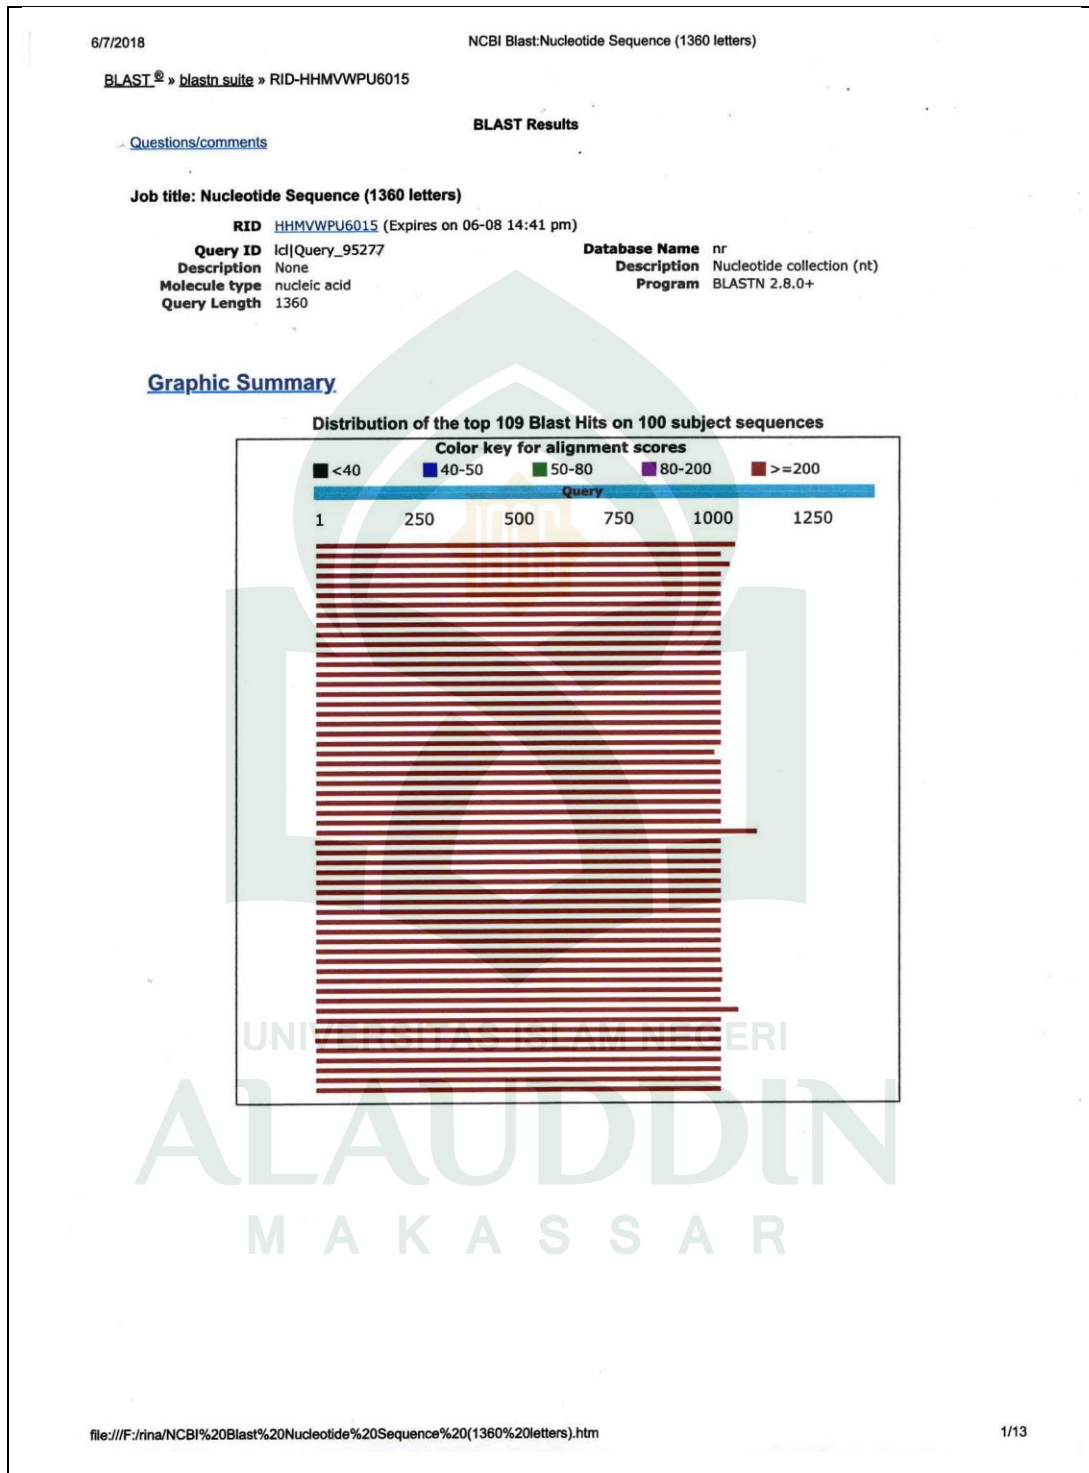 6/7/2018 NCBI Blast:Nucleotide Sequence (1360 letters)
BLAST ® » blastn suite » RID-HHMVWPU6015
BLAST Results
Questions/comments
Job title: Nucleotide Sequence (1360 letters)
RID HHMVWPU6015 (Expires on 06-08 14:41 pm)
Query ID lcl|Query_95277 Database Name nr
Description None Description Nucleotide collection (nt)
Molecule type nucleic acid Program BLASTN 2.8.0+
Query Length 1360
Graphic Summary
Distribution of the top 109 Blast Hits on 100 subject sequences
Color key for alignment scores
<40 40-50 50-80 80-200 >=200
Query
1 250 500 750 1000 1250
UNIVERSITAS ISLAM NEGERI
ALAUDDIN
MAKASSAR
file:///F:/rina/NCBI%20Blast%20Nucleotide%20Sequence%20(1360%20letters).htm 1/13